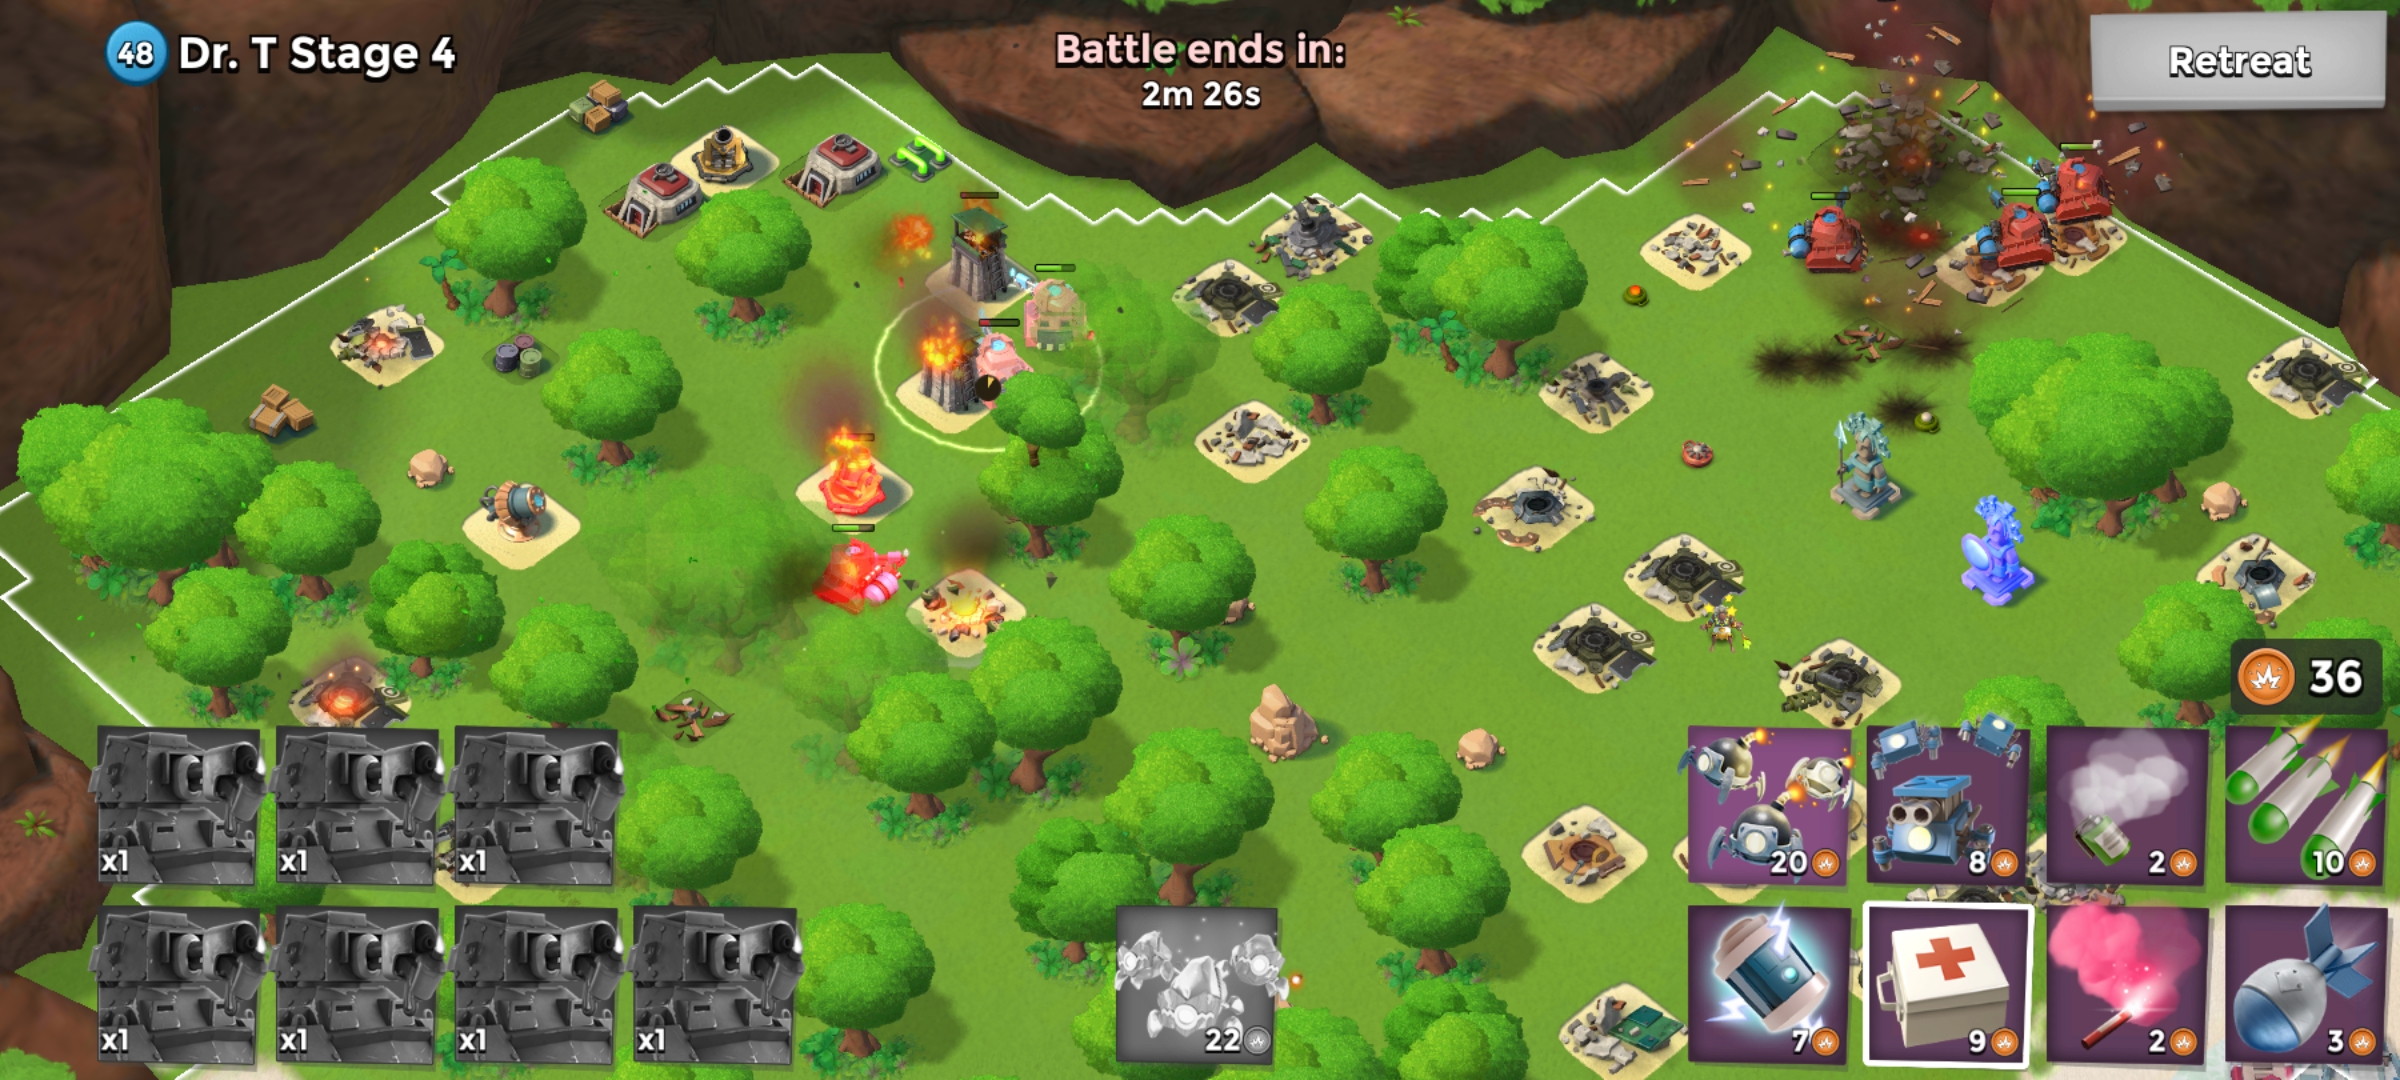 48 Dr. T Stage 4
Battle ends in:
2m 26s
Retreat
36
x1 x1 x1
20 8 2 10
x1 x1 x1 x1
22
7 9 2 3